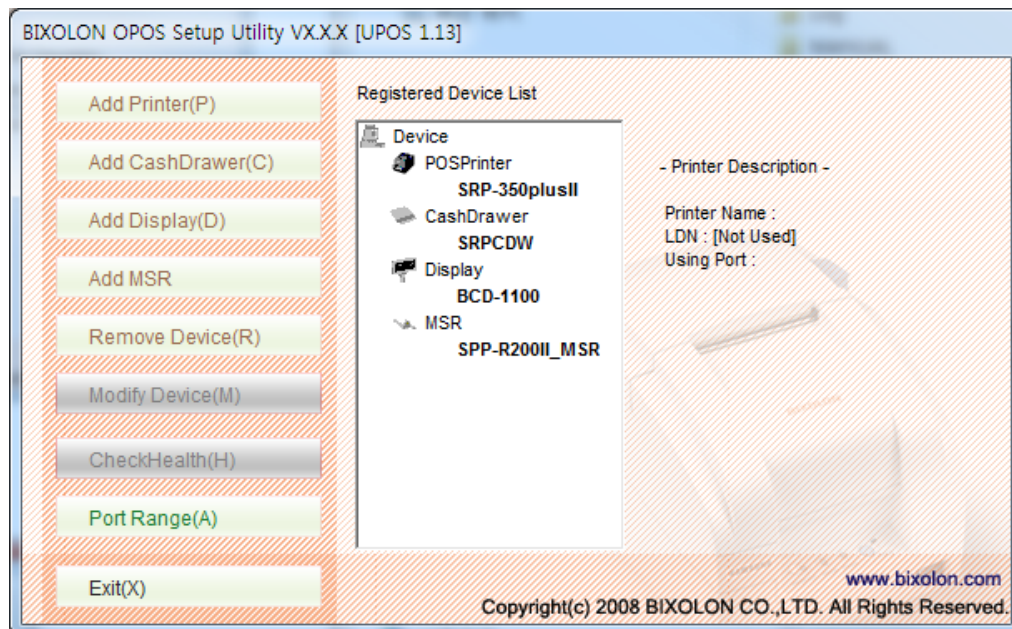 BIXOLON OPOS Setup Utility VX.X.X [UPOS 1.13]
Add Printer(P)
Add CashDrawer(C)
Add Display(D)
Add MSR
Remove Device(R)
Modify Device(M)
CheckHealth(H)
Port Range(A)
Exit(X)
Registered Device List
Device
POSPrinter
SRP-350plusII
CashDrawer
SRPCDW
Display
BCD-1100
MSR
SPP-R200II_MSR
- Printer Description -
Printer Name :
LDN : [Not Used]
Using Port :
www.bixolon.com
Copyright(c) 2008 BIXOLON CO.,LTD. All Rights Reserved.